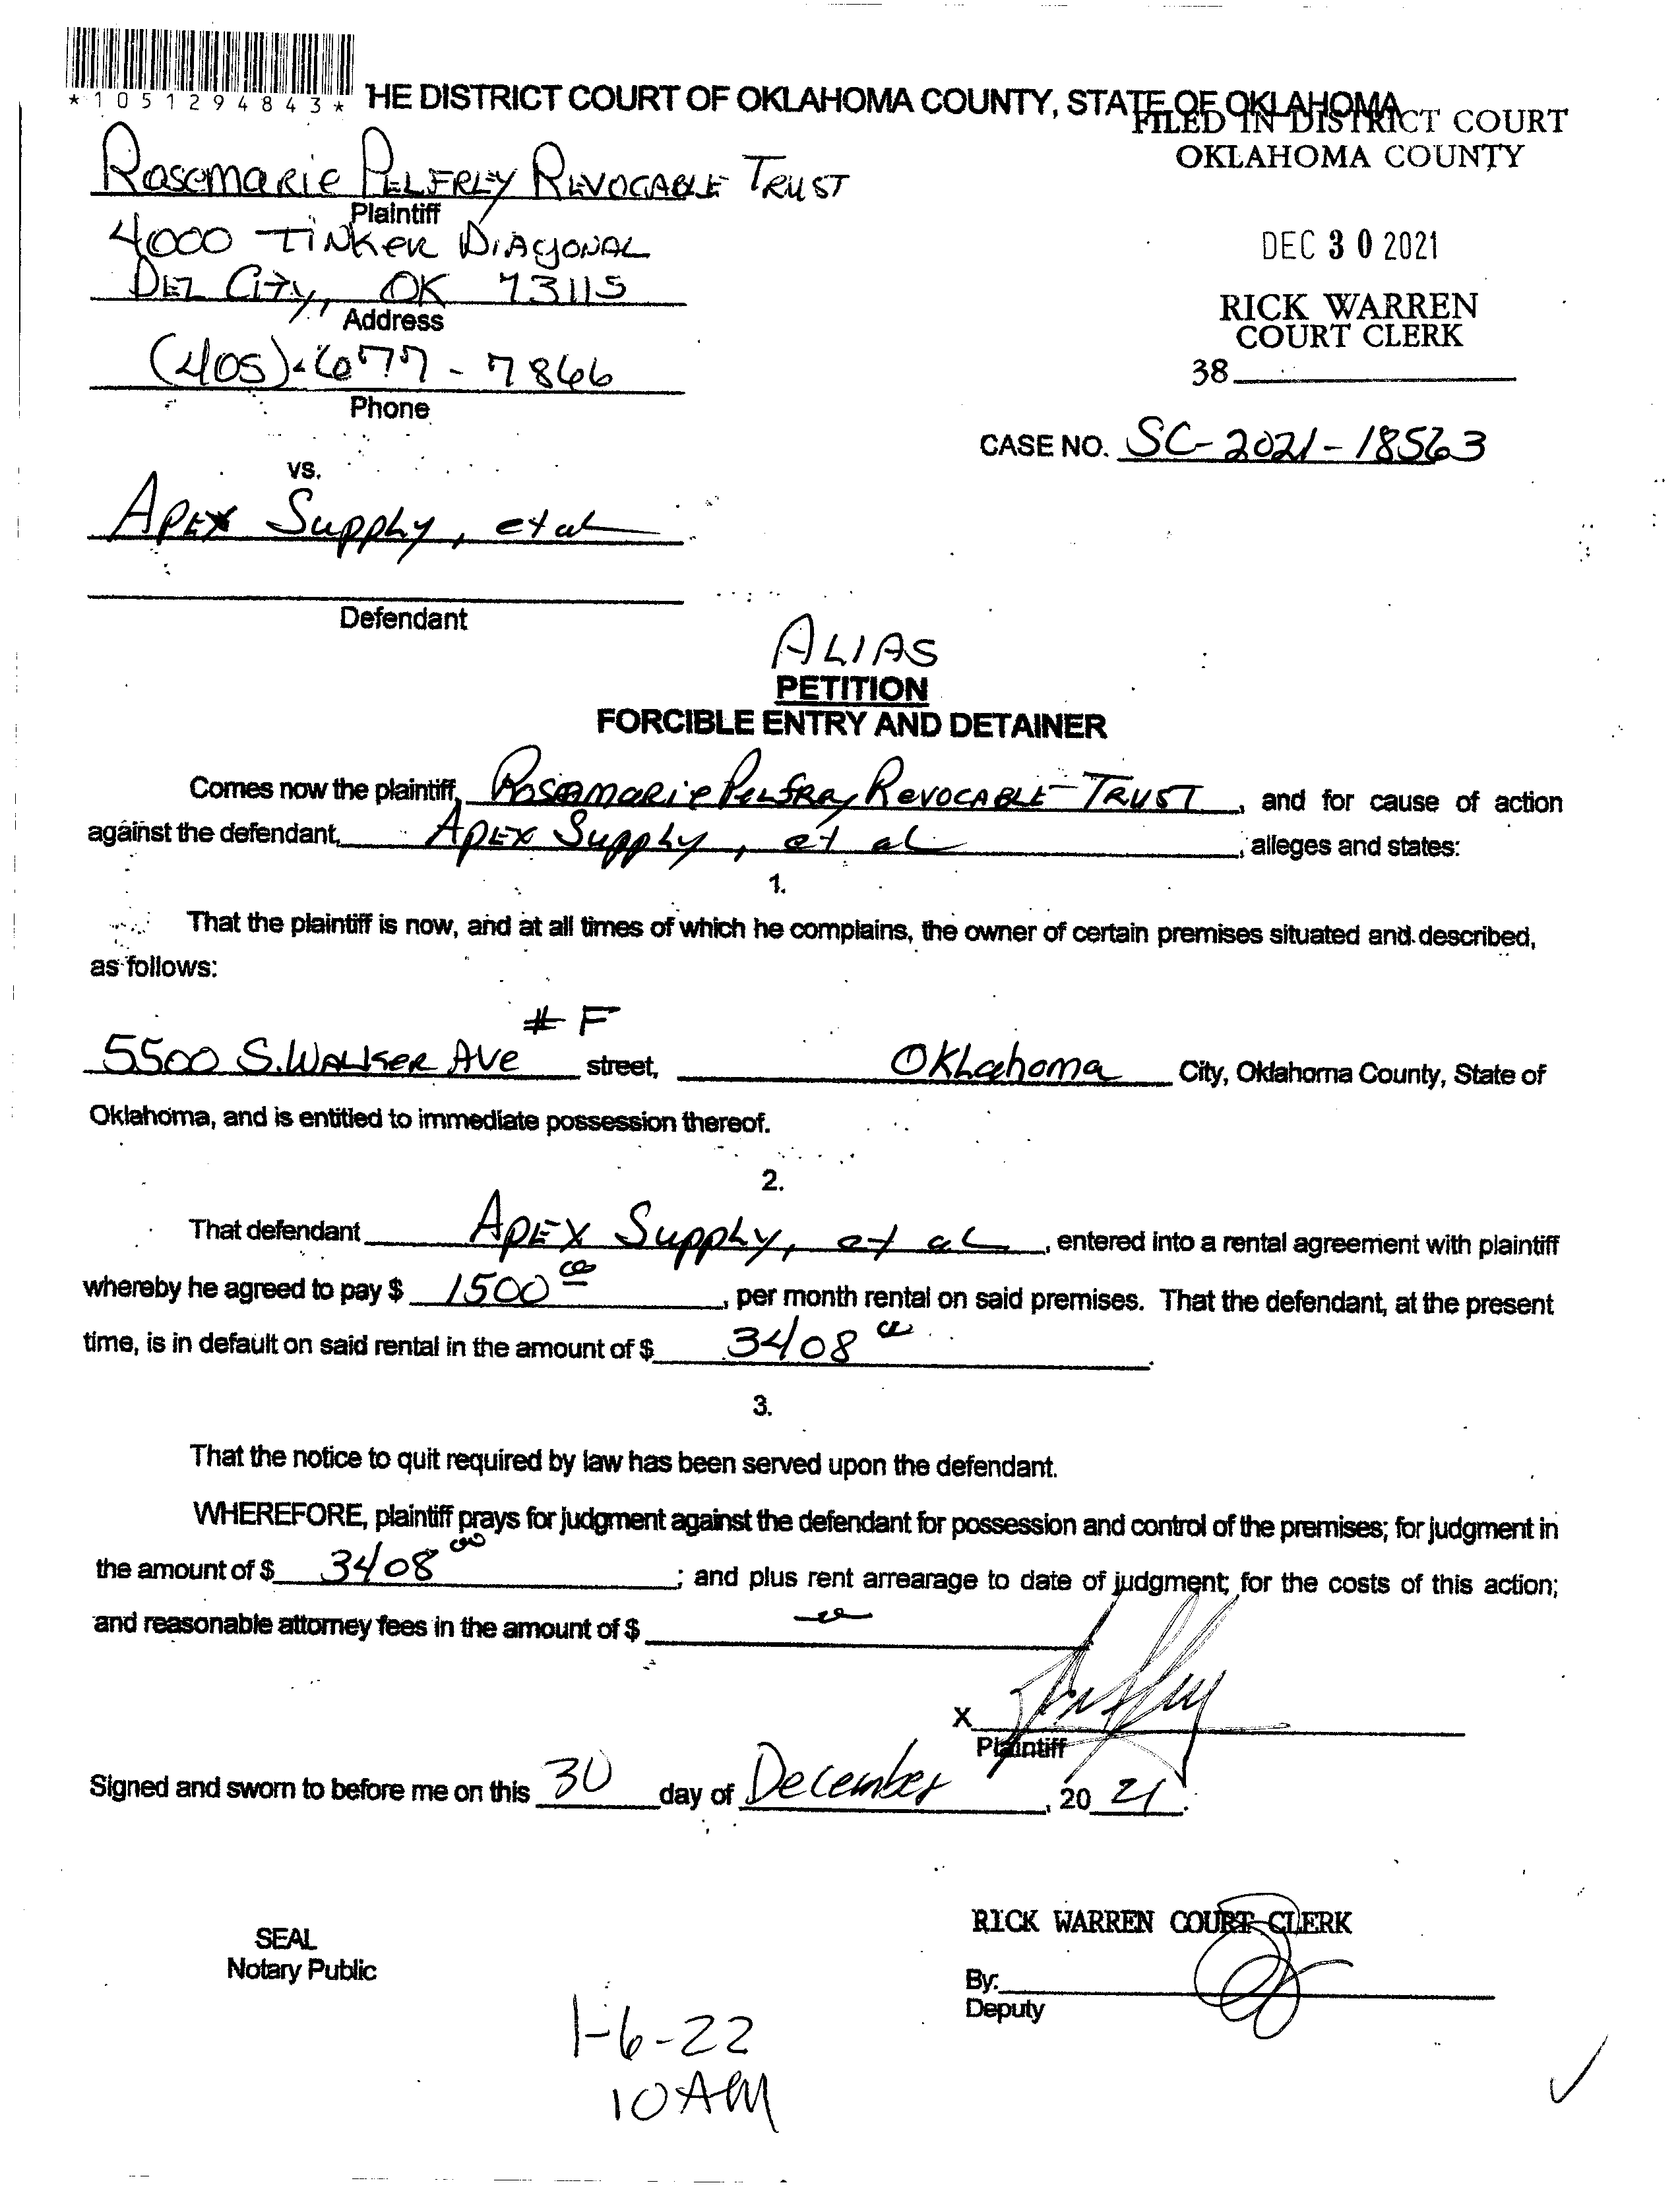 *1051294843*
HE DISTRICT COURT OF OKLAHOMA COUNTY, STATE OF OKLAHOMA
FILED IN DISTRICT COURT
OKLAHOMA COUNTY
Rosemarie Pelfrey Revocable Trust
Plaintiff
4000 Tinker Diagonal
Del City, OK 73115
Address
DEC 30 2021
RICK WARREN
COURT CLERK
38
(405)-677-7866
Phone
CASE NO. SC-2021-18563
vs.
Apex Supply, et al
Defendant
ALIAS
PETITION
FORCIBLE ENTRY AND DETAINER
Comes now the plaintiff, Rosemarie Pelfrey Revocable Trust, and for cause of action
against the defendant, Apex Supply, et al, alleges and states:
1.
That the plaintiff is now, and at all times of which he complains, the owner of certain premises situated and described,
as follows:
# F
5500 S. Walker Ave street, Oklahoma City, Oklahoma County, State of
Oklahoma, and is entitled to immediate possession thereof.
2.
That defendant Apex Supply, et al, entered into a rental agreement with plaintiff
whereby he agreed to pay $ 1500 00, per month rental on said premises. That the defendant, at the present
time, is in default on said rental in the amount of $ 3408 00.
3.
That the notice to quit required by law has been served upon the defendant.
WHEREFORE, plaintiff prays for judgment against the defendant for possession and control of the premises; for judgment in
the amount of $ 3408 00; and plus rent arrearage to date of judgment; for the costs of this action;
and reasonable attorney fees in the amount of $
X
Plaintiff
Signed and sworn to before me on this 30 day of December, 2021.
RICK WARREN COURT CLERK
SEAL
Notary Public
By:
Deputy
1-6-22
10 AM